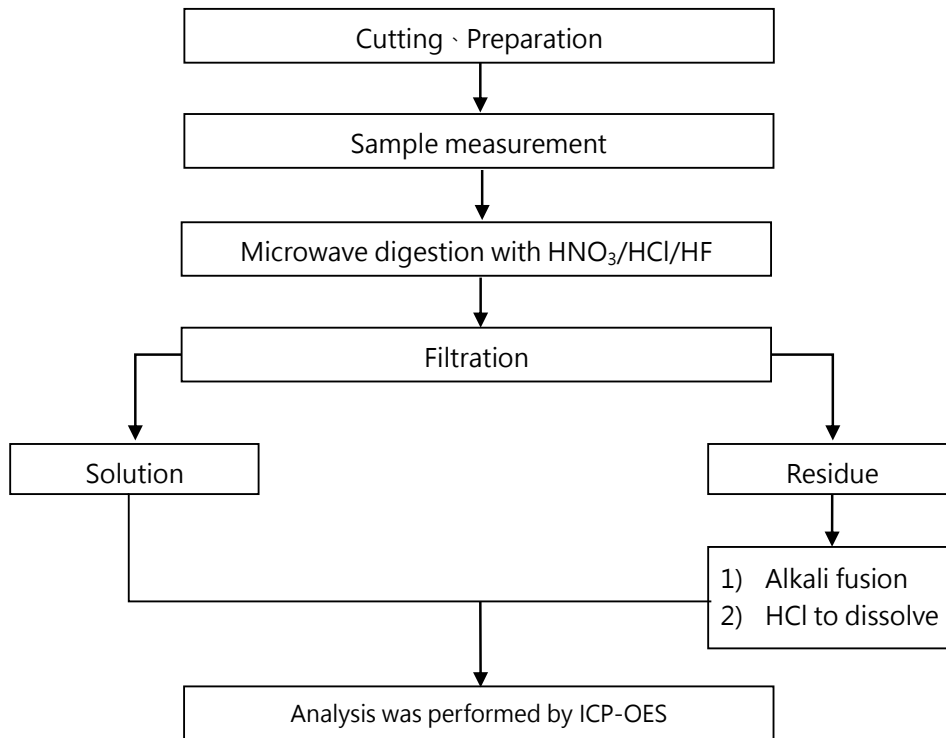 Cutting、Preparation
Sample measurement
Microwave digestion with HNO₃/HCl/HF
Filtration
Solution
Residue
1) Alkali fusion
2) HCl to dissolve
Analysis was performed by ICP-OES